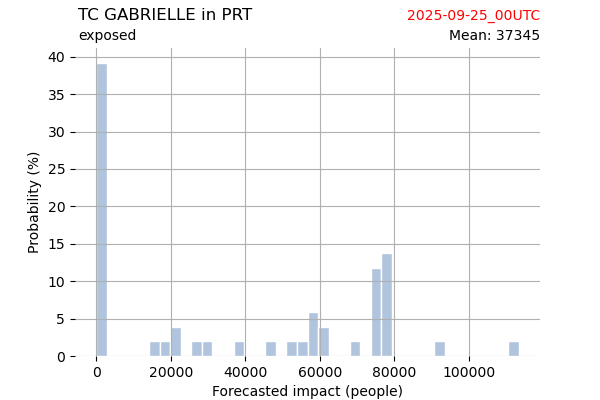 TC GABRIELLE in PRT
2025-09-25_00UTC
exposed
Mean: 37345
40
35
30
25
20
15
10
5
0
Probability (%)
0 20000 40000 60000 80000 100000
Forecasted impact (people)